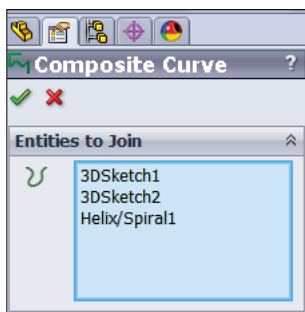 Composite Curve ?
Entities to Join
3DSketch1
3DSketch2
Helix/Spiral1